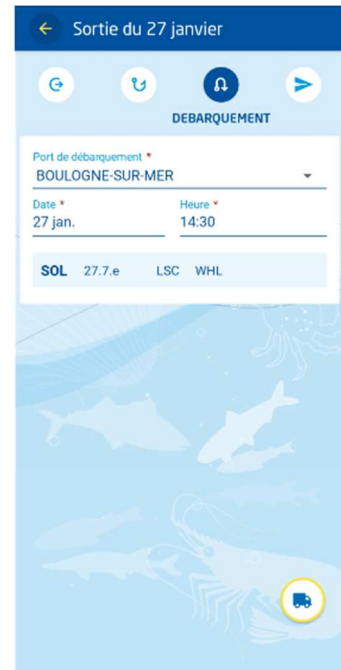 Sortie du 27 janvier
DEBARQUEMENT
Port de débarquement *
BOULOGNE-SUR-MER
Date * Heure *
27 jan. 14:30
SOL 27.7.e LSC WHL